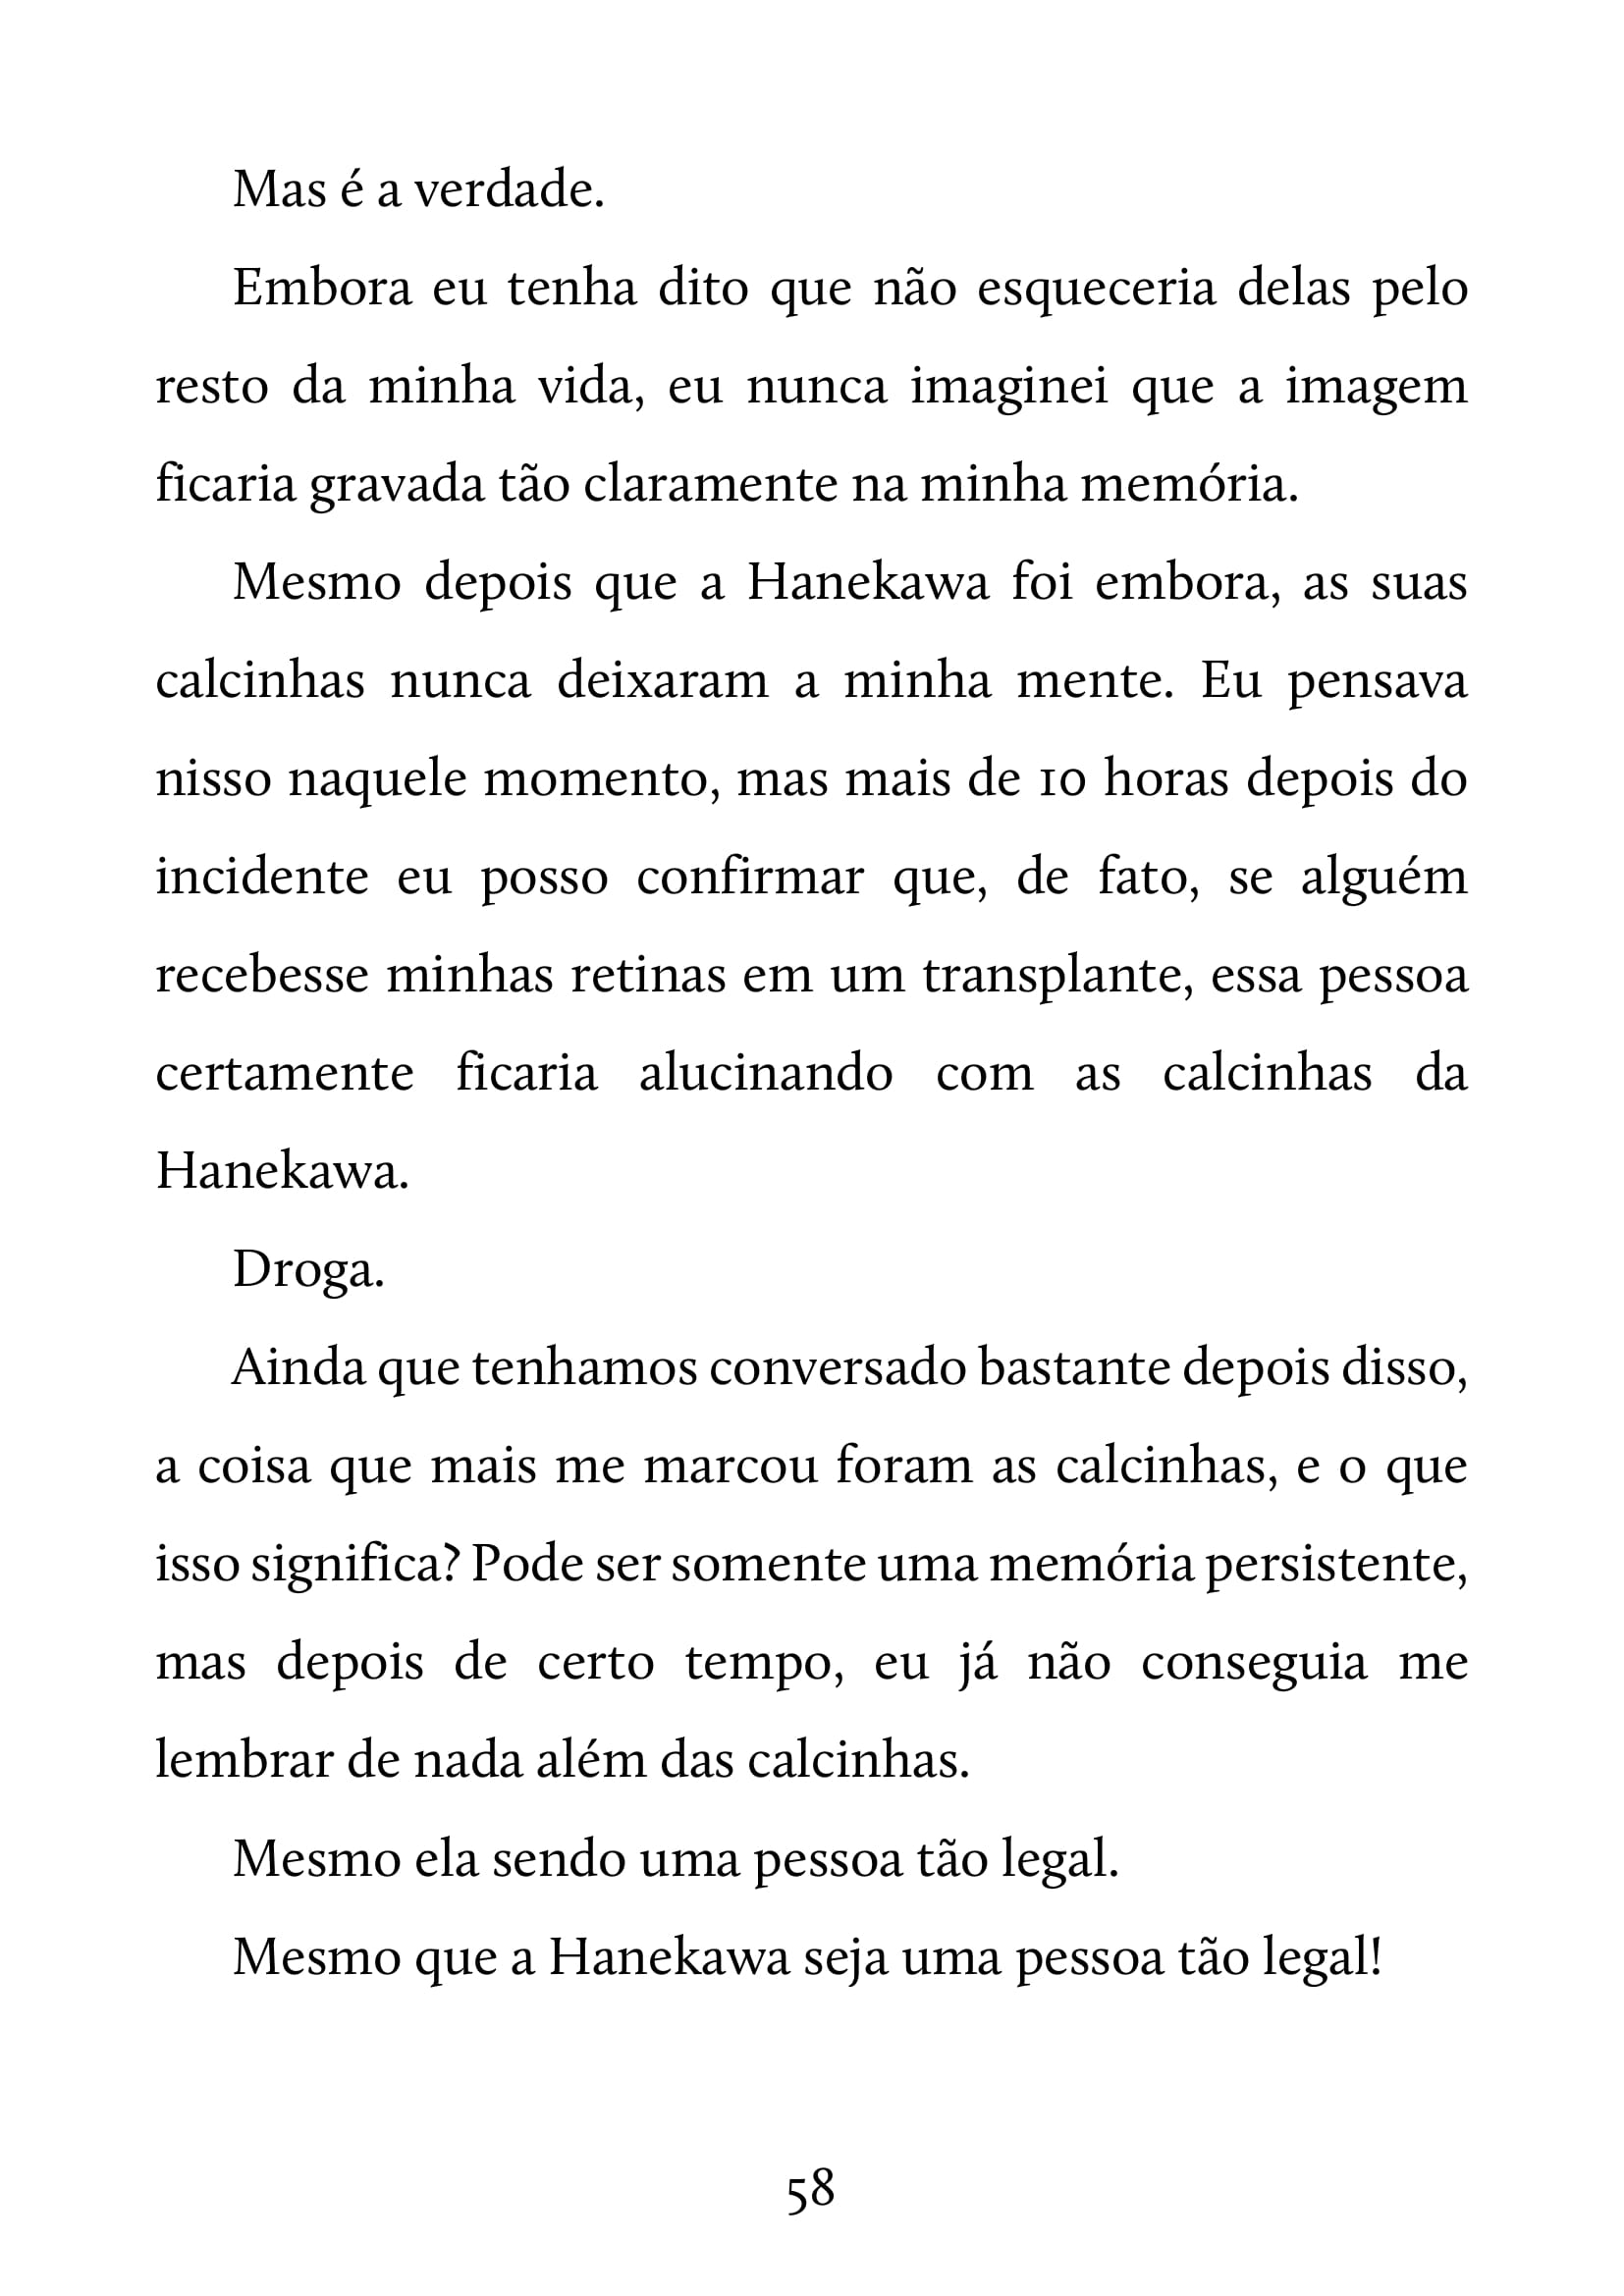 Mas é a verdade.
Embora eu tenha dito que não esqueceria delas pelo
resto da minha vida, eu nunca imaginei que a imagem
ficaria gravada tão claramente na minha memória.
Mesmo depois que a Hanekawa foi embora, as suas
calcinhas nunca deixaram a minha mente. Eu pensava
nisso naquele momento, mas mais de 10 horas depois do
incidente eu posso confirmar que, de fato, se alguém
recebesse minhas retinas em um transplante, essa pessoa
certamente ficaria alucinando com as calcinhas da
Hanekawa.
Droga.
Ainda que tenhamos conversado bastante depois disso,
a coisa que mais me marcou foram as calcinhas, e o que
isso significa? Pode ser somente uma memória persistente,
mas depois de certo tempo, eu já não conseguia me
lembrar de nada além das calcinhas.
Mesmo ela sendo uma pessoa tão legal.
Mesmo que a Hanekawa seja uma pessoa tão legal!
58